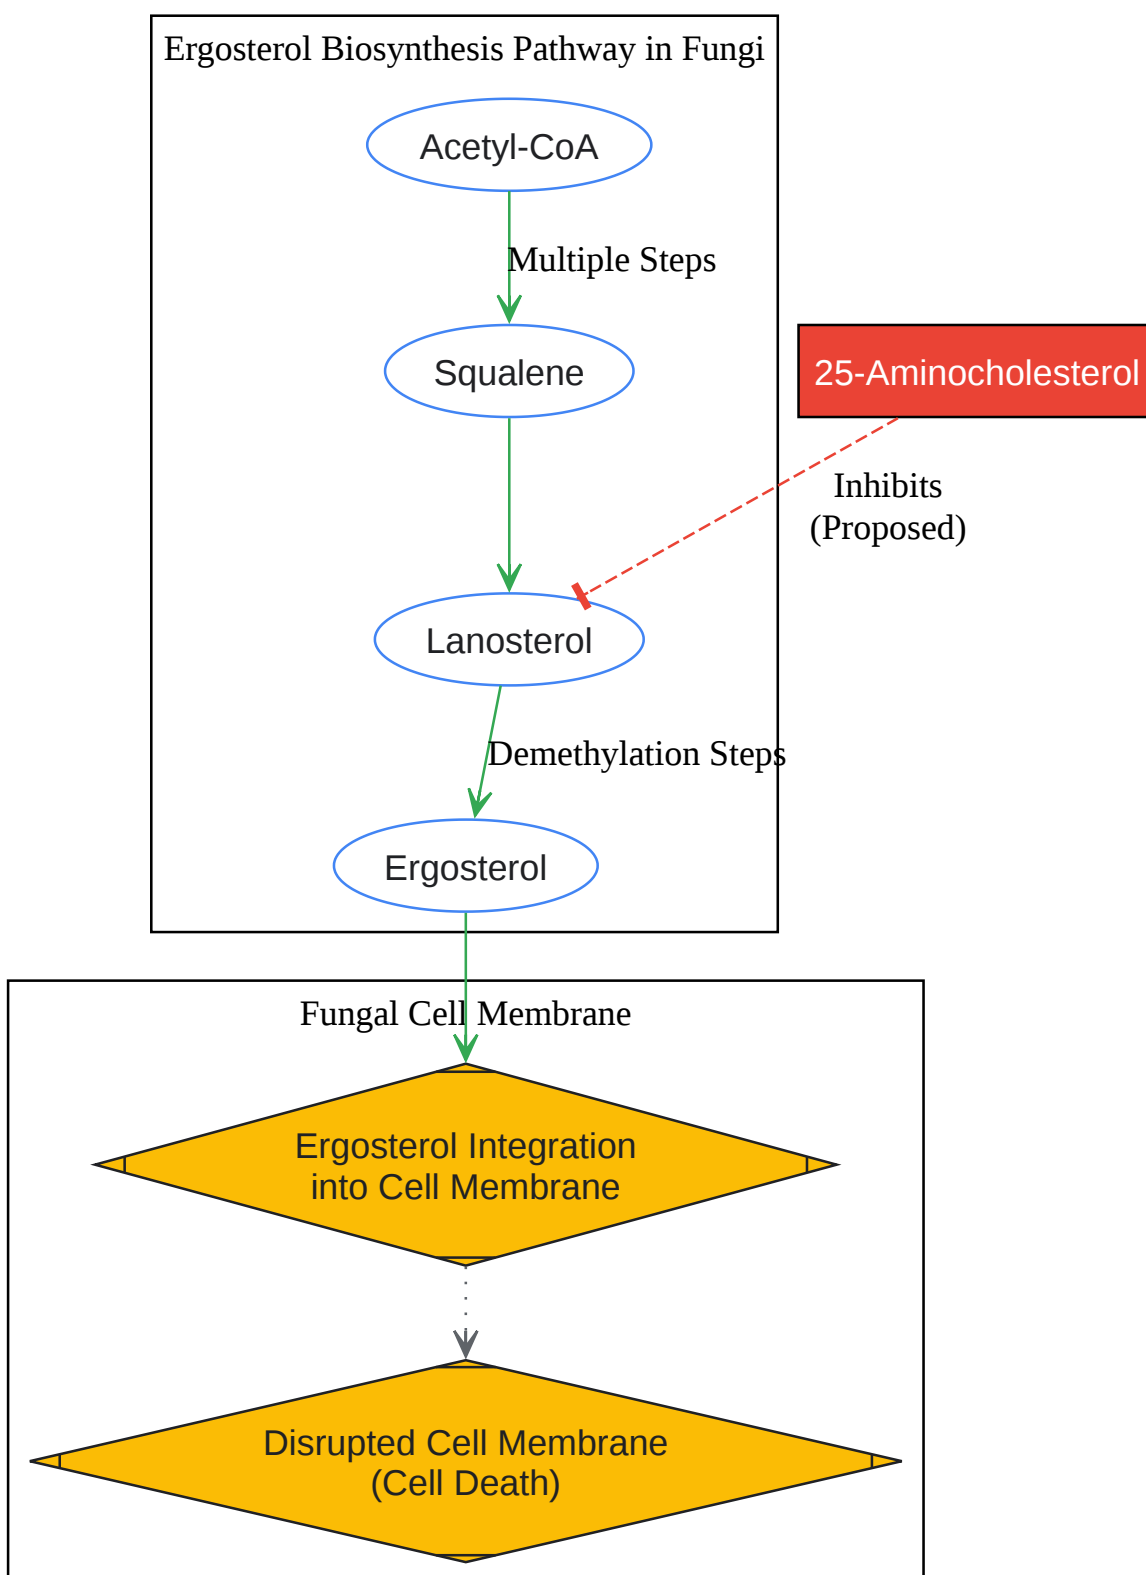 Ergosterol Biosynthesis Pathway in Fungi
Acetyl-CoA
Multiple Steps
Squalene
25-Aminocholesterol
Inhibits
(Proposed)
Lanosterol
Demethylation Steps
Ergosterol
Fungal Cell Membrane
Ergosterol Integration
into Cell Membrane
Disrupted Cell Membrane
(Cell Death)